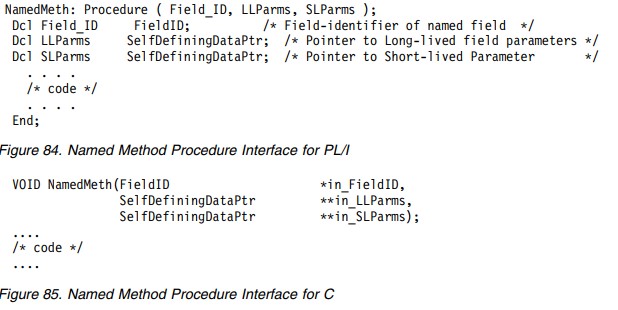 NamedMeth: Procedure ( Field_ID, LLParms, SLParms );
Dcl Field_ID FieldID; /* Field-identifier of named field */
Dcl LLParms SelfDefiningDataPtr; /* Pointer to Long-lived field parameters */
Dcl SLParms SelfDefiningDataPtr; /* Pointer to Short-lived Parameter */
. . . .
/* code */
. . . .
End;
Figure 84. Named Method Procedure Interface for PL/I
VOID NamedMeth(FieldID *in_FieldID,
SelfDefiningDataPtr **in_LLParms,
SelfDefiningDataPtr **in_SLParms);
....
/* code */
....
Figure 85. Named Method Procedure Interface for C